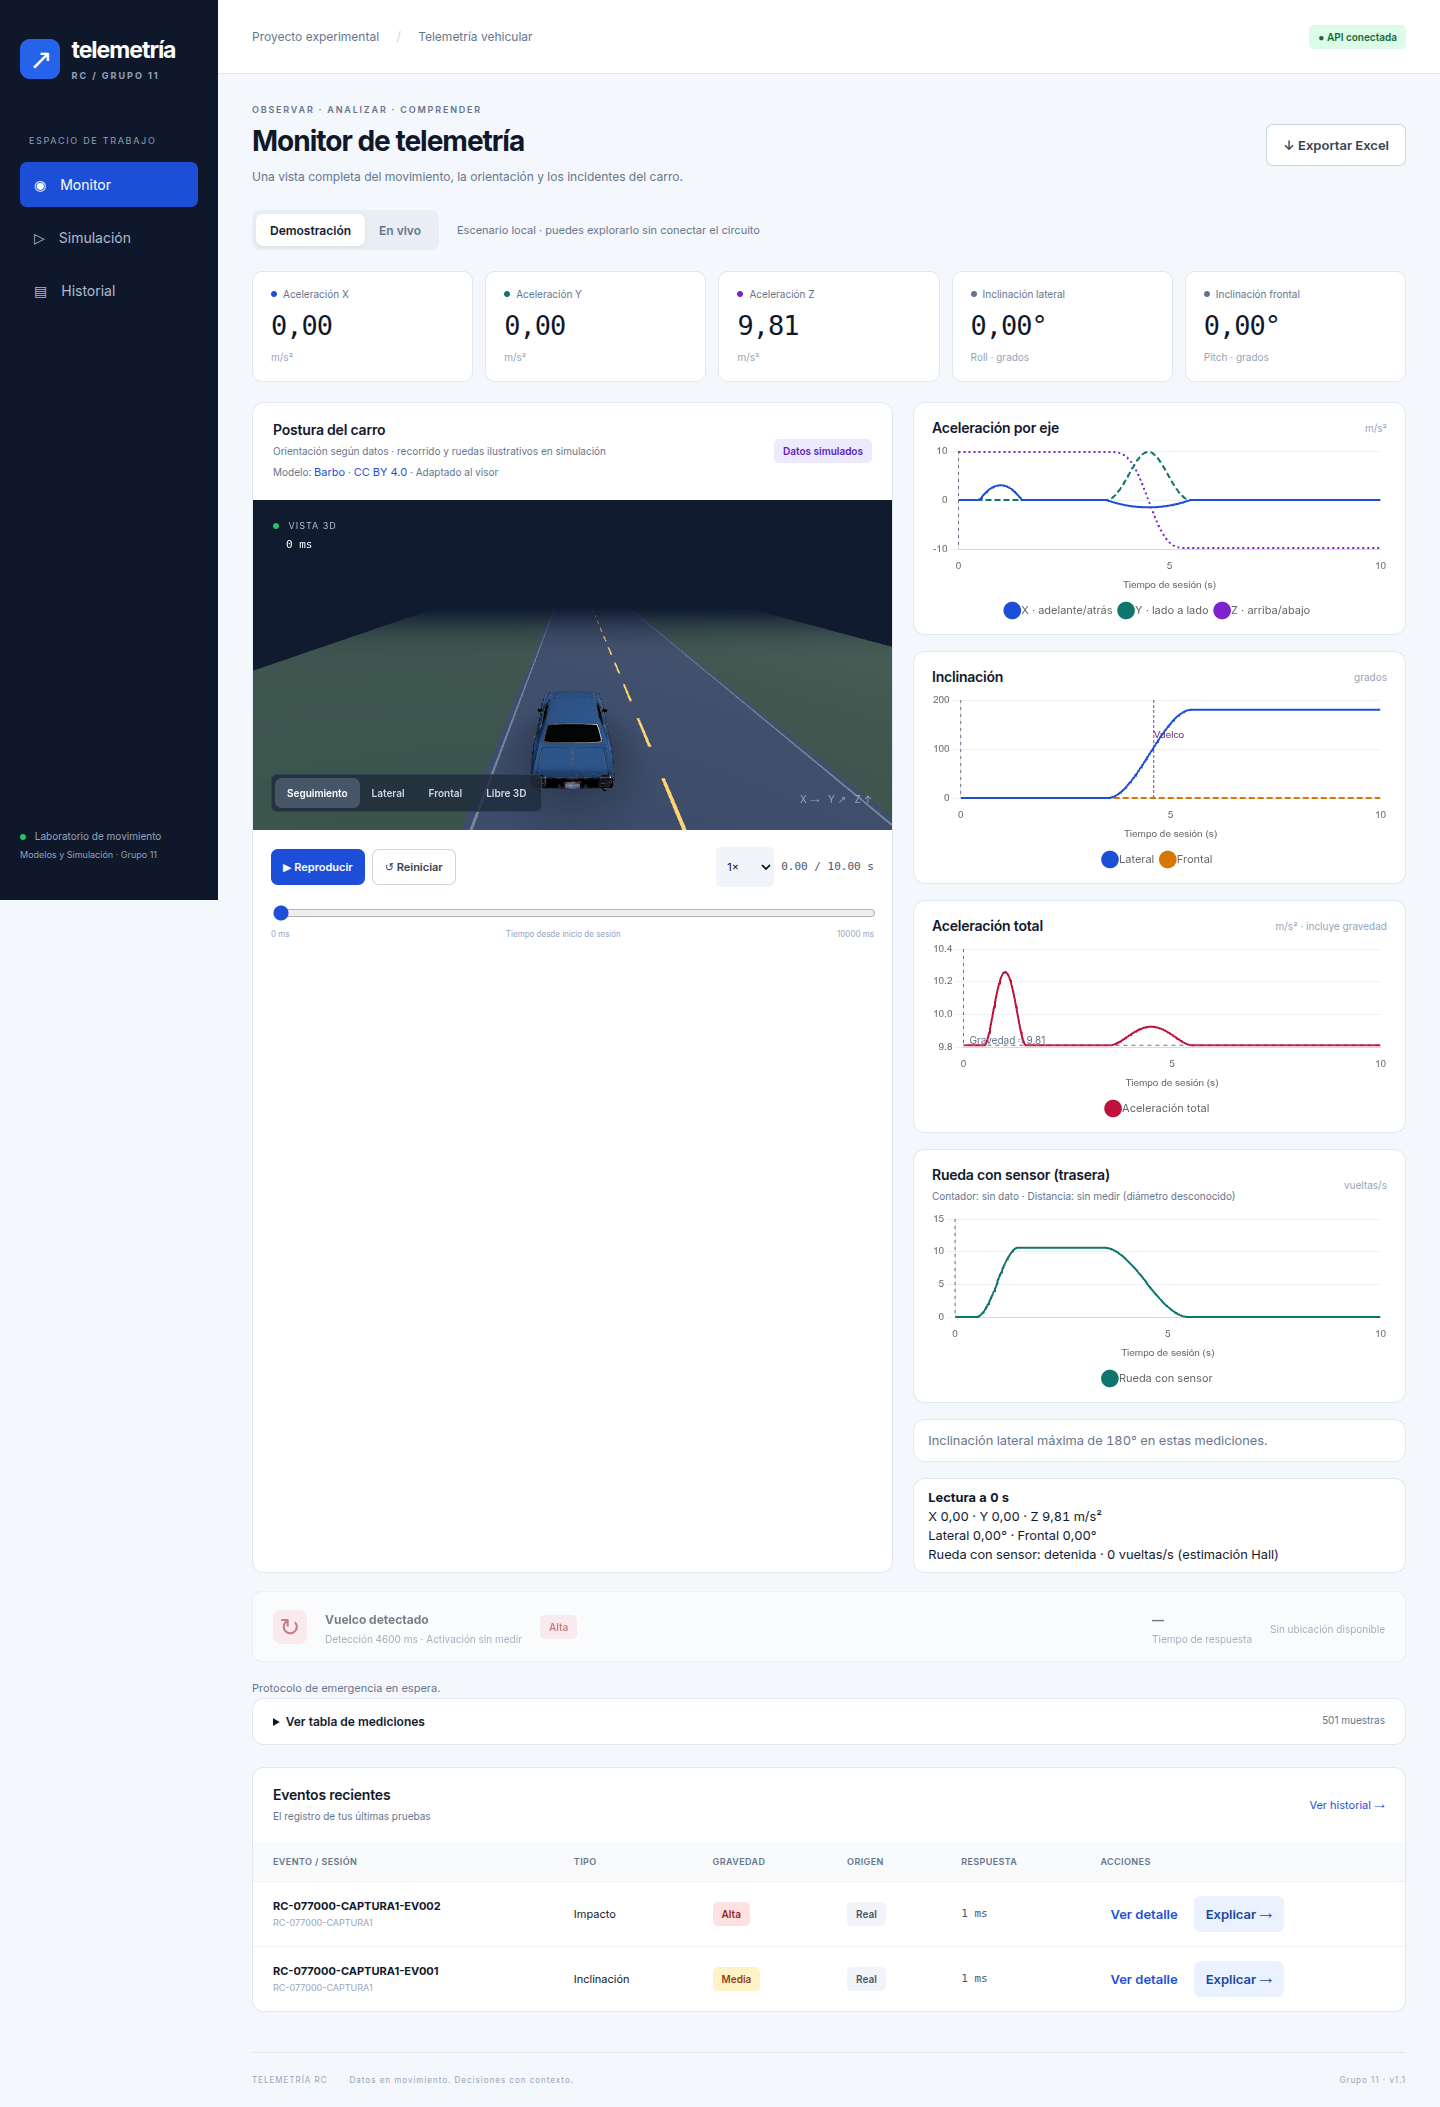 telemetría
RC / GRUPO 11
ESPACIO DE TRABAJO
Monitor
Simulación
Historial
Laboratorio de movimiento
Modelos y Simulación · Grupo 11
Proyecto experimental / Telemetría vehicular
● API conectada
OBSERVAR · ANALIZAR · COMPRENDER
Monitor de telemetría
Una vista completa del movimiento, la orientación y los incidentes del carro.
↓ Exportar Excel
Demostración En vivo Escenario local · puedes explorarlo sin conectar el circuito
Aceleración X
0,00
m/s²
Aceleración Y
0,00
m/s²
Aceleración Z
9,81
m/s²
Inclinación lateral
0,00°
Roll · grados
Inclinación frontal
0,00°
Pitch · grados
Postura del carro
Orientación según datos · recorrido y ruedas ilustrativos en simulación
Modelo: Barbo · CC BY 4.0 · Adaptado al visor
Datos simulados
VISTA 3D
0 ms
Seguimiento Lateral Frontal Libre 3D
X→ Y↗ Z↑
▶ Reproducir ↺ Reiniciar
1× 0.00 / 10.00 s
0 ms Tiempo desde inicio de sesión 10000 ms
Aceleración por eje m/s²
10
0
-10
0 5 10
Tiempo de sesión (s)
X · adelante/atrás Y · lado a lado Z · arriba/abajo
Inclinación grados
200
Vuelco
100
0
0 5 10
Tiempo de sesión (s)
Lateral Frontal
Aceleración total m/s² · incluye gravedad
10.4
10.2
10.0
Gravedad ≈ 9.81
9.8
0 5 10
Tiempo de sesión (s)
Aceleración total
Rueda con sensor (trasera) vueltas/s
Contador: sin dato · Distancia: sin medir (diámetro desconocido)
15
10
5
0
0 5 10
Tiempo de sesión (s)
Rueda con sensor
Inclinación lateral máxima de 180° en estas mediciones.
Lectura a 0 s
X 0,00 · Y 0,00 · Z 9,81 m/s²
Lateral 0,00° · Frontal 0,00°
Rueda con sensor: detenida · 0 vueltas/s (estimación Hall)
Vuelco detectado
Detección 4600 ms · Activación sin medir
Alta
—
Tiempo de respuesta
Sin ubicación disponible
Protocolo de emergencia en espera.
▶ Ver tabla de mediciones 501 muestras
Eventos recientes
El registro de tus últimas pruebas
Ver historial →
EVENTO / SESIÓN TIPO GRAVEDAD ORIGEN RESPUESTA ACCIONES
RC-077000-CAPTURA1-EV002
RC-077000-CAPTURA1
Impacto Alta Real 1 ms Ver detalle Explicar →
RC-077000-CAPTURA1-EV001
RC-077000-CAPTURA1
Inclinación Media Real 1 ms Ver detalle Explicar →
TELEMETRÍA RC Datos en movimiento. Decisiones con contexto. Grupo 11 · v1.1